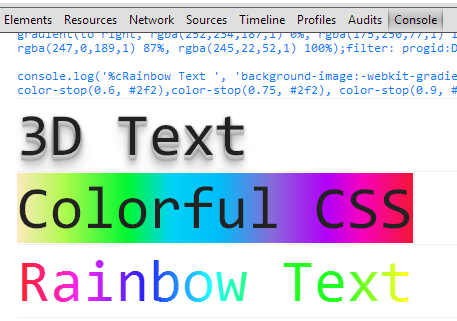 Elements Resources Network Sources Timeline Profiles Audits Console
gradient(to right, rgba(252,234,187,1) 0%, rgba(175,250,77,1) 1
rgba(247,0,189,1) 87%, rgba(245,22,52,1) 100%);filter: progid:D
console.log('%cRainbow Text ', 'background-image:-webkit-gradie
color-stop(0.6, #2f2),color-stop(0.75, #2f2), color-stop(0.9, #
3D Text
Colorful CSS
Rainbow Text